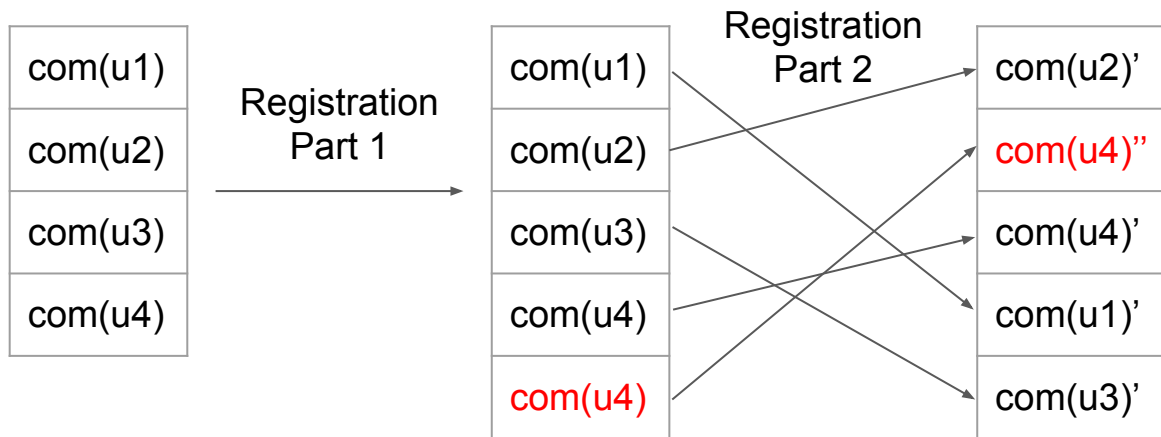 com(u1)
com(u2)
com(u3)
com(u4)
Registration
Part 1
com(u1)
com(u2)
com(u3)
com(u4)
com(u4)
Registration
Part 2
com(u2)’
com(u4)’’
com(u4)’
com(u1)’
com(u3)’